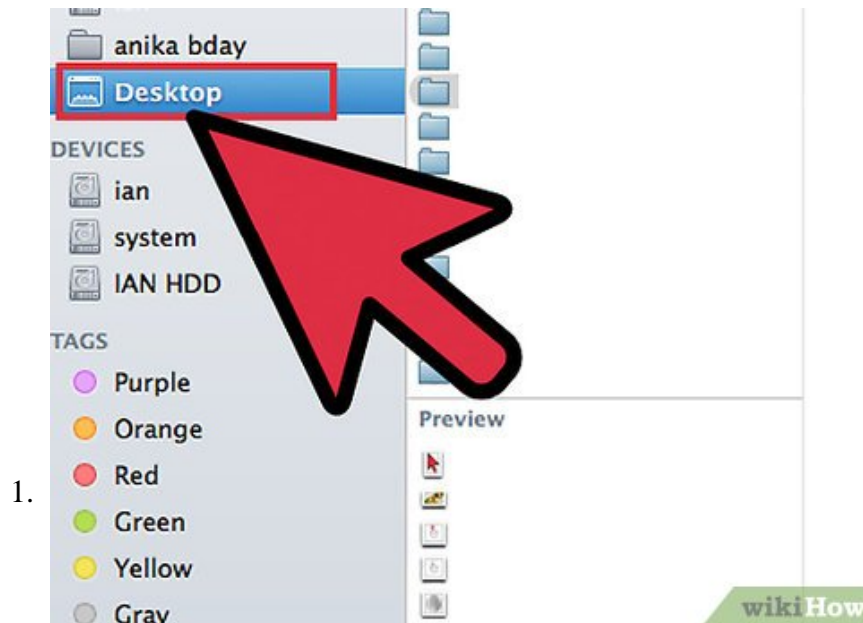 anika bday
Desktop
DEVICES
ian
system
IAN HDD
TAGS
Purple
Orange
Red
Green
Yellow
Gray
Preview
1.
wikiHow